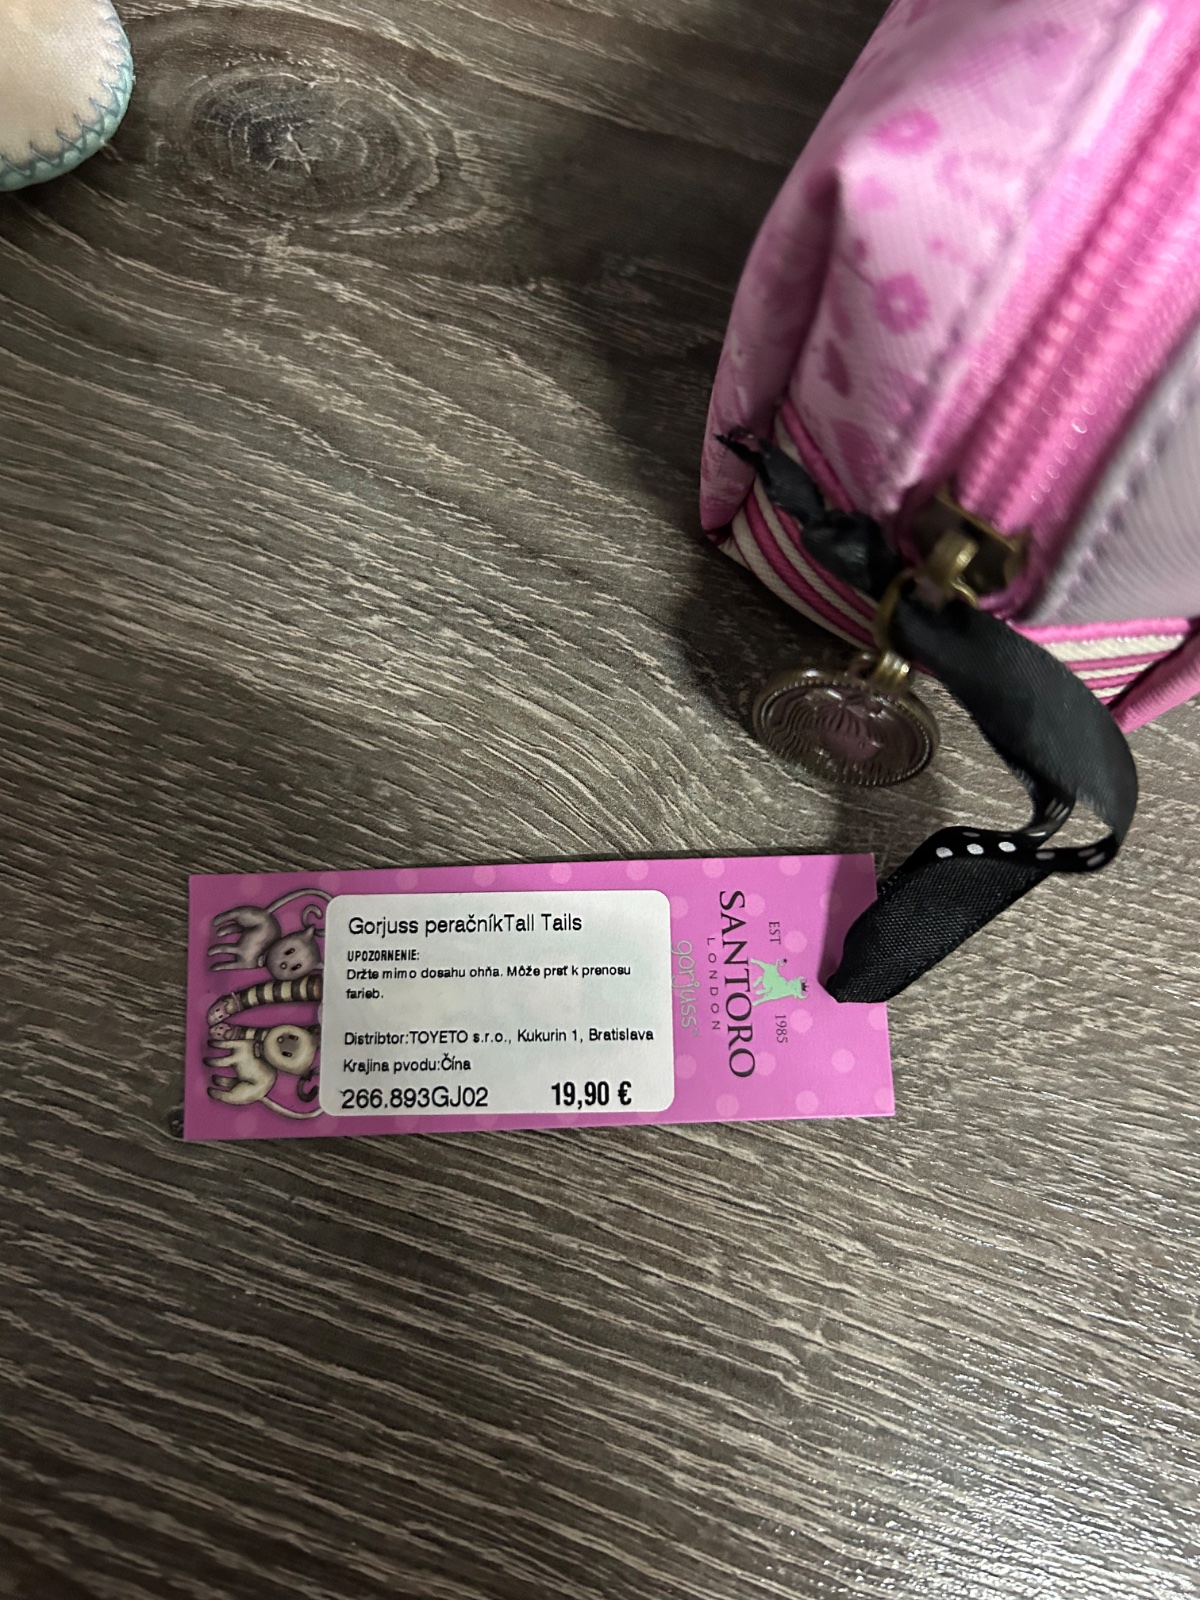 Gorjuss peračníkTall Tails
UPOZORNENIE:
Držte mimo dosahu ohňa. Môže prsť k prenosu
farieb.
Distribtor:TOYETO s.r.o., Kukurin 1, Bratislava
Krajina pvodu:Čína
266.893GJ02 19,90 €
gorjuss
SANTORO
LONDON
EST 1985